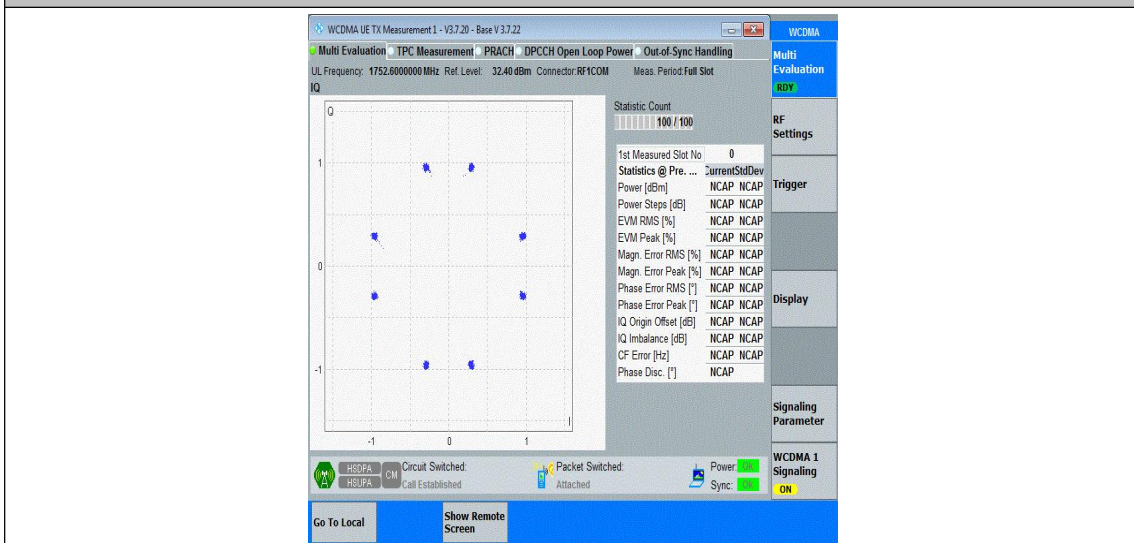 WCDMA UE TX Measurement 1 - V3.7.20 - Base V 3.7.22
WCDMA
Multi Evaluation TPC Measurement PRACH DPCCH Open Loop Power Out-of-Sync Handling
UL Frequency: 1752.6000000 MHz Ref. Level: 32.40 dBm Connector:RF1COM Meas. Period:Full Slot
IQ
Q
1
0
-1
-1 0 1
I
Statistic Count
100 / 100
1st Measured Slot No 0
Statistics @ Pre. ... CurrentStdDev
Power [dBm] NCAP NCAP
Power Steps [dB] NCAP NCAP
EVM RMS [%] NCAP NCAP
EVM Peak [%] NCAP NCAP
Magn. Error RMS [%] NCAP NCAP
Magn. Error Peak [%] NCAP NCAP
Phase Error RMS [°] NCAP NCAP
Phase Error Peak [°] NCAP NCAP
IQ Origin Offset [dB] NCAP NCAP
IQ Imbalance [dB] NCAP NCAP
CF Error [Hz] NCAP NCAP
Phase Disc. [°] NCAP
Multi
Evaluation
RDY
RF
Settings
Trigger
Display
Signaling
Parameter
WCDMA 1
Signaling
ON
HSDPA
HSUPA
CM
Circuit Switched:
Call Established
Packet Switched:
Attached
Power: OK
Sync: OK
Go To Local
Show Remote
Screen